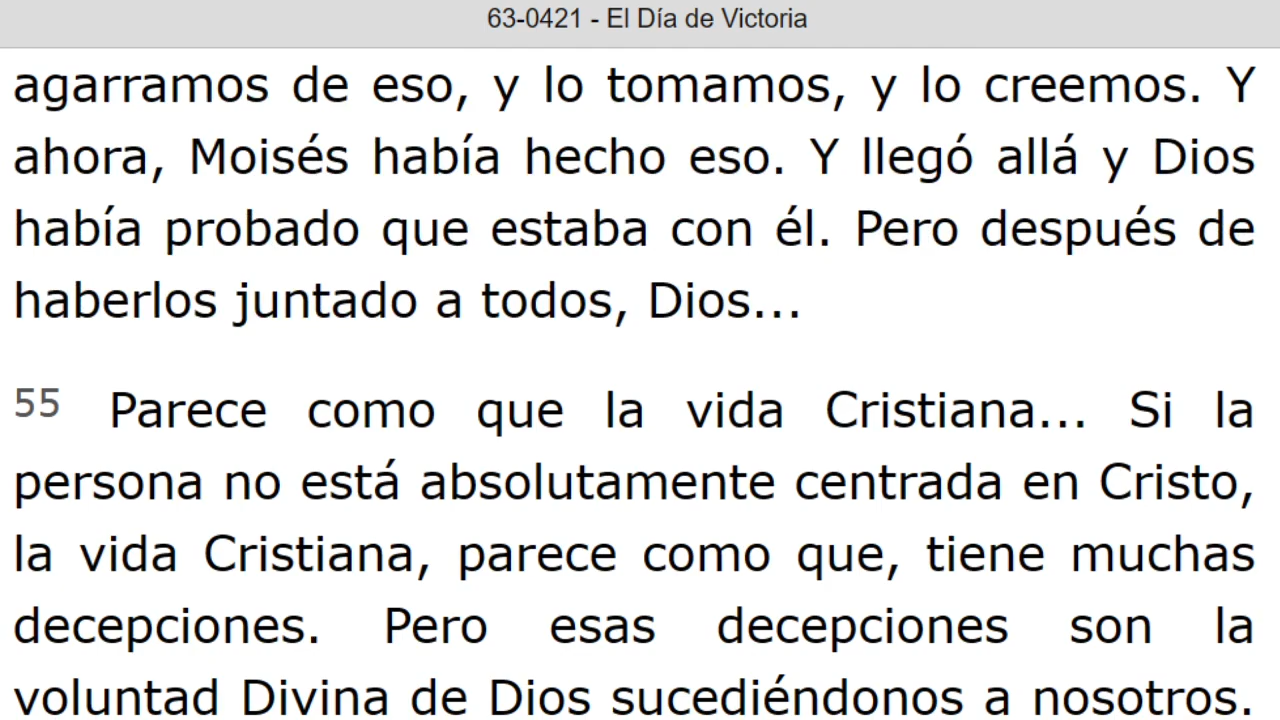 63-0421 - El Día de Victoria
agarramos de eso, y lo tomamos, y lo creemos. Y
ahora, Moisés había hecho eso. Y llegó allá y Dios
había probado que estaba con él. Pero después de
haberlos juntado a todos, Dios…
55 Parece como que la vida Cristiana… Si la
persona no está absolutamente centrada en Cristo,
la vida Cristiana, parece como que, tiene muchas
decepciones. Pero esas decepciones son la
voluntad Divina de Dios sucediéndonos a nosotros.